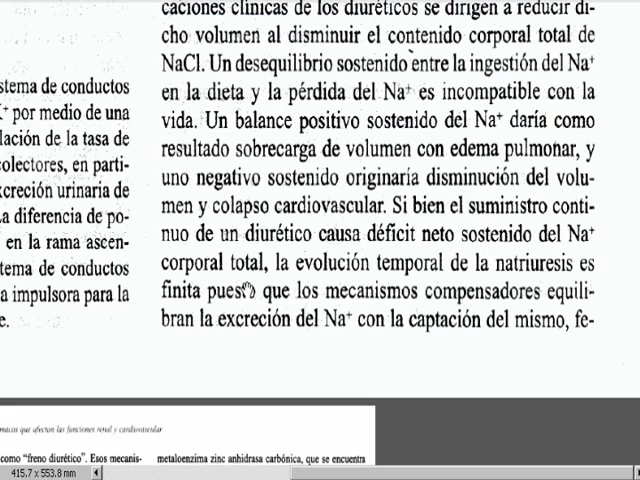 stema de conductos
⁺ por medio de una
lación de la tasa de
olectores, en parti-
xcreción urinaria de
a diferencia de po-
en la rama ascen-
tema de conductos
a impulsora para la
e.
caciones clínicas de los diuréticos se dirigen a reducir di-
cho volumen al disminuir el contenido corporal total de
NaCl. Un desequilibrio sostenido entre la ingestión del Na⁺
en la dieta y la pérdida del Na⁺ es incompatible con la
vida. Un balance positivo sostenido del Na⁺ daría como
resultado sobrecarga de volumen con edema pulmonar, y
uno negativo sostenido originaría disminución del volu-
men y colapso cardiovascular. Si bien el suministro conti-
nuo de un diurético causa déficit neto sostenido del Na⁺
corporal total, la evolución temporal de la natriuresis es
finita pues que los mecanismos compensadores equili-
bran la excreción del Na⁺ con la captación del mismo, fe-
macos que afectan las funciones renal y cardiovascular
como “freno diurético”. Esos mecanis-
metaloenzima zinc anhidrasa carbónica, que se encuentra
415.7 x 553.8 mm